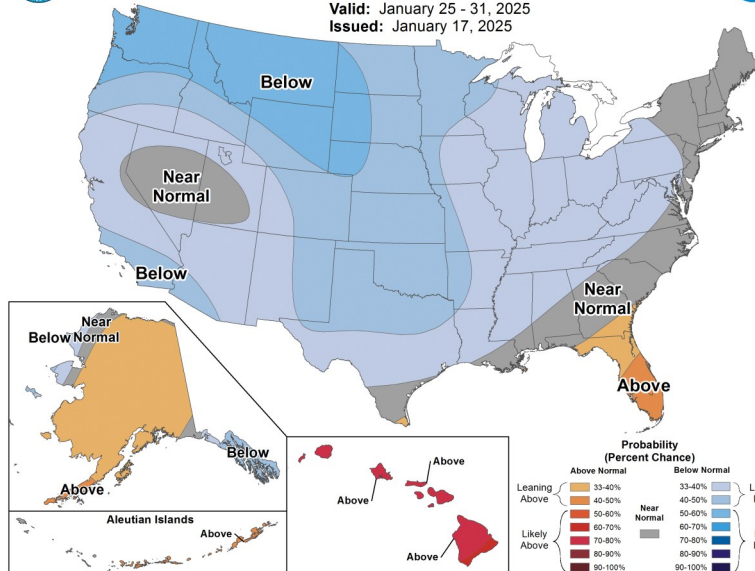 Valid: January 25 - 31, 2025
Issued: January 17, 2025
Below
Near
Normal
Below
Near
Normal
Above
Near
Below Normal
Below
Above
Aleutian Islands
Above
Above
Above
Above
Probability
(Percent Chance)
Above Normal
Below Normal
Leaning
Above
33-40%
40-50%
Likely
Above
50-60%
60-70%
70-80%
80-90%
90-100%
Near
Normal
33-40%
40-50%
50-60%
60-70%
70-80%
80-90%
90-100%